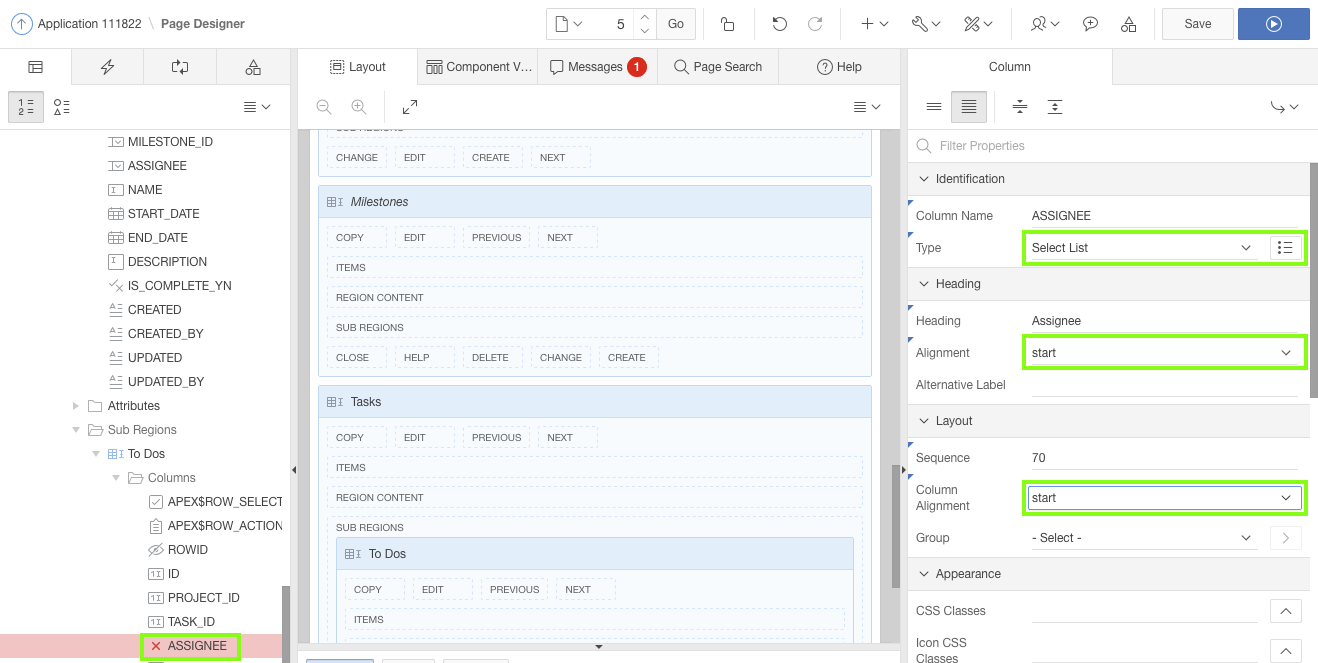 Application 111822 \ Page Designer
5 Go Save
Layout Component V... Messages 1 Page Search Help Column
Filter Properties
MILESTONE_ID
ASSIGNEE
NAME
START_DATE
END_DATE
DESCRIPTION
IS_COMPLETE_YN
CREATED
CREATED_BY
UPDATED
UPDATED_BY
Attributes
Sub Regions
To Dos
Columns
APEX$ROW_SELECT
APEX$ROW_ACTION
ROWID
ID
PROJECT_ID
TASK_ID
ASSIGNEE
SUB REGIONS
CHANGE EDIT CREATE NEXT
Milestones
COPY EDIT PREVIOUS NEXT
ITEMS
REGION CONTENT
SUB REGIONS
CLOSE HELP DELETE CHANGE CREATE
Tasks
COPY EDIT PREVIOUS NEXT
ITEMS
REGION CONTENT
SUB REGIONS
To Dos
COPY EDIT PREVIOUS NEXT
ITEMS
Identification
Column Name ASSIGNEE
Type Select List
Heading
Heading Assignee
Alignment start
Alternative Label
Layout
Sequence 70
Column
Alignment start
Group - Select -
Appearance
CSS Classes
Icon CSS
Classes